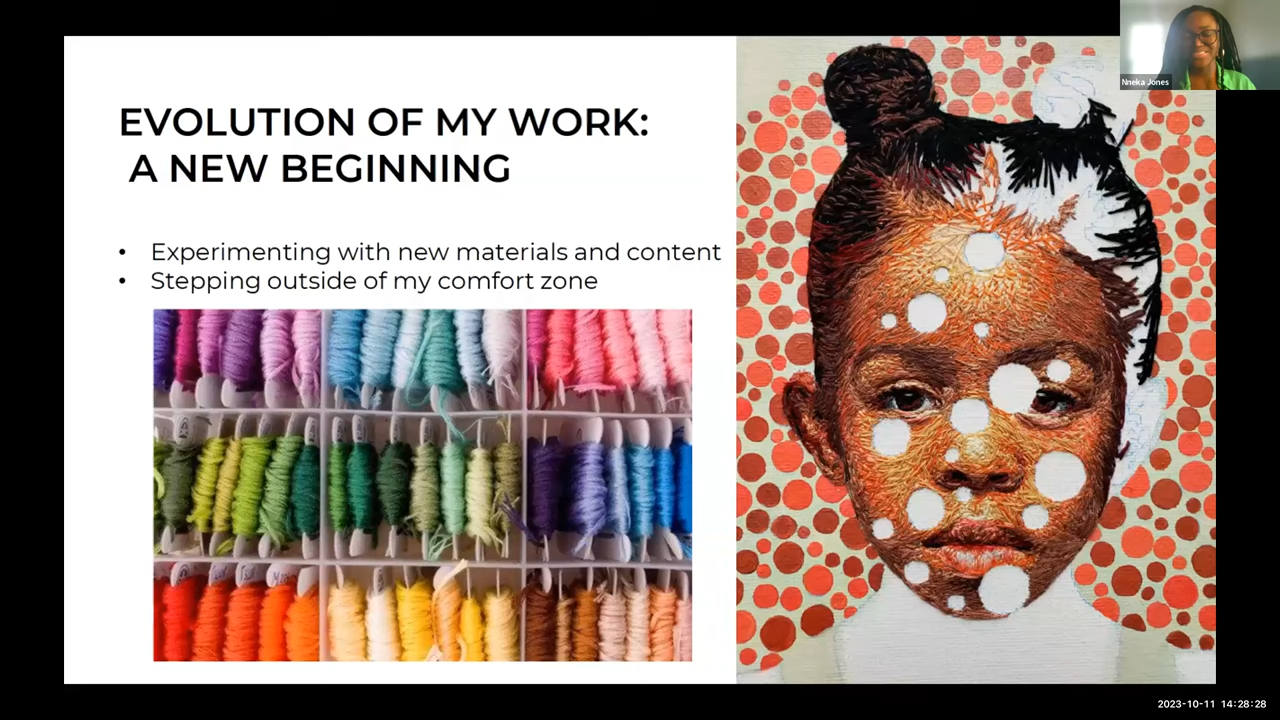 Nneka Jones
EVOLUTION OF MY WORK:
A NEW BEGINNING
• Experimenting with new materials and content
• Stepping outside of my comfort zone
2023-10-11 14:28:28